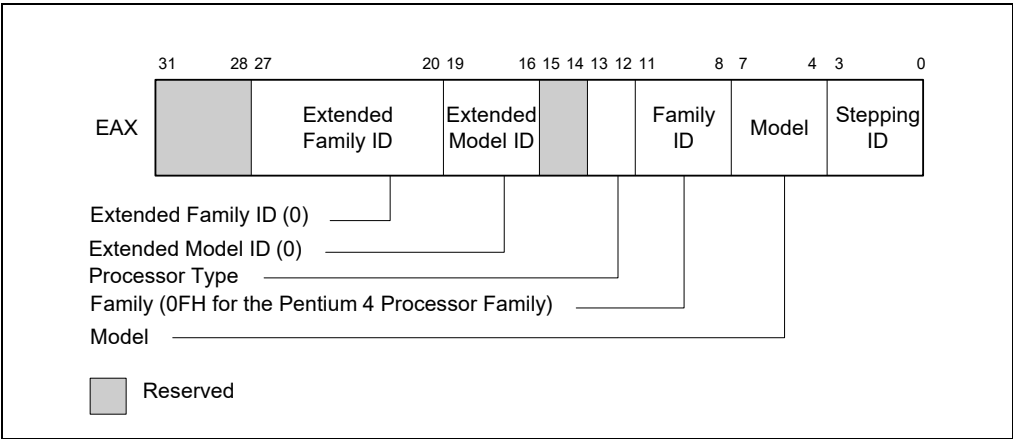 31 28 27 20 19 16 15 14 13 12 11 8 7 4 3 0
EAX
Extended Family ID
Extended Model ID
Family ID
Model
Stepping ID
Extended Family ID (0)
Extended Model ID (0)
Processor Type
Family (0FH for the Pentium 4 Processor Family)
Model
Reserved